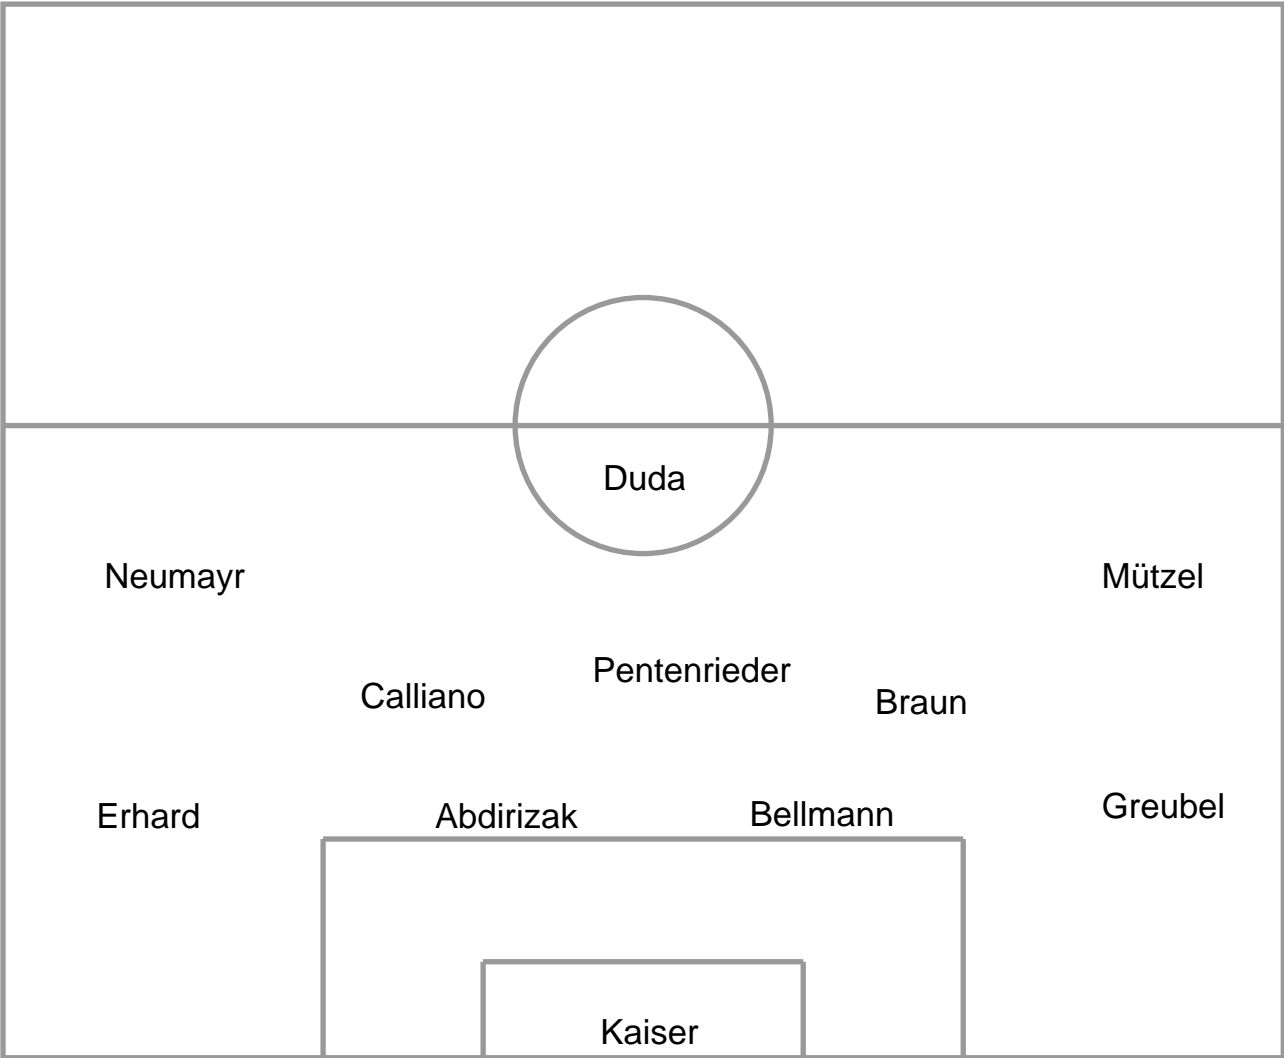 Duda
Neumayr
Mützel
Pentenrieder
Calliano
Braun
Erhard
Abdirizak
Bellmann
Greubel
Kaiser